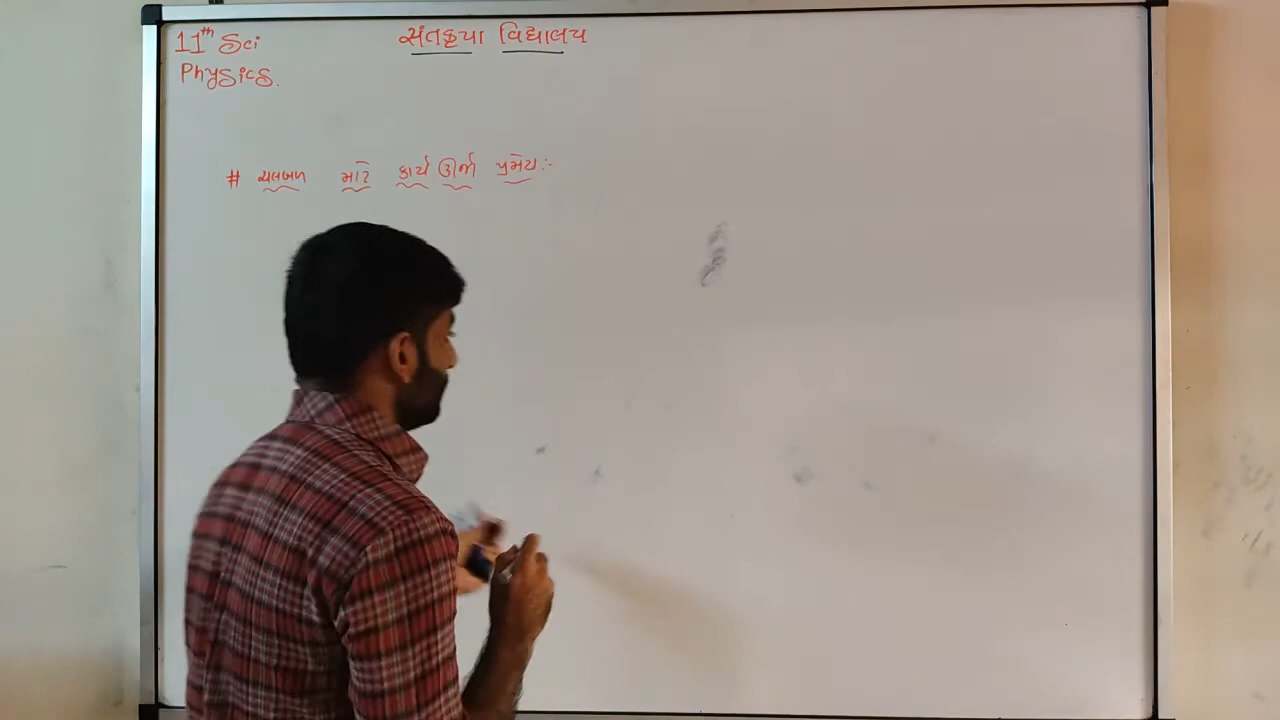 11th Sci
સંતકૃપા વિદ્યાલય
Physics.
# ચલબળ માટે કાર્ય ઊર્જા પ્રમેય :-